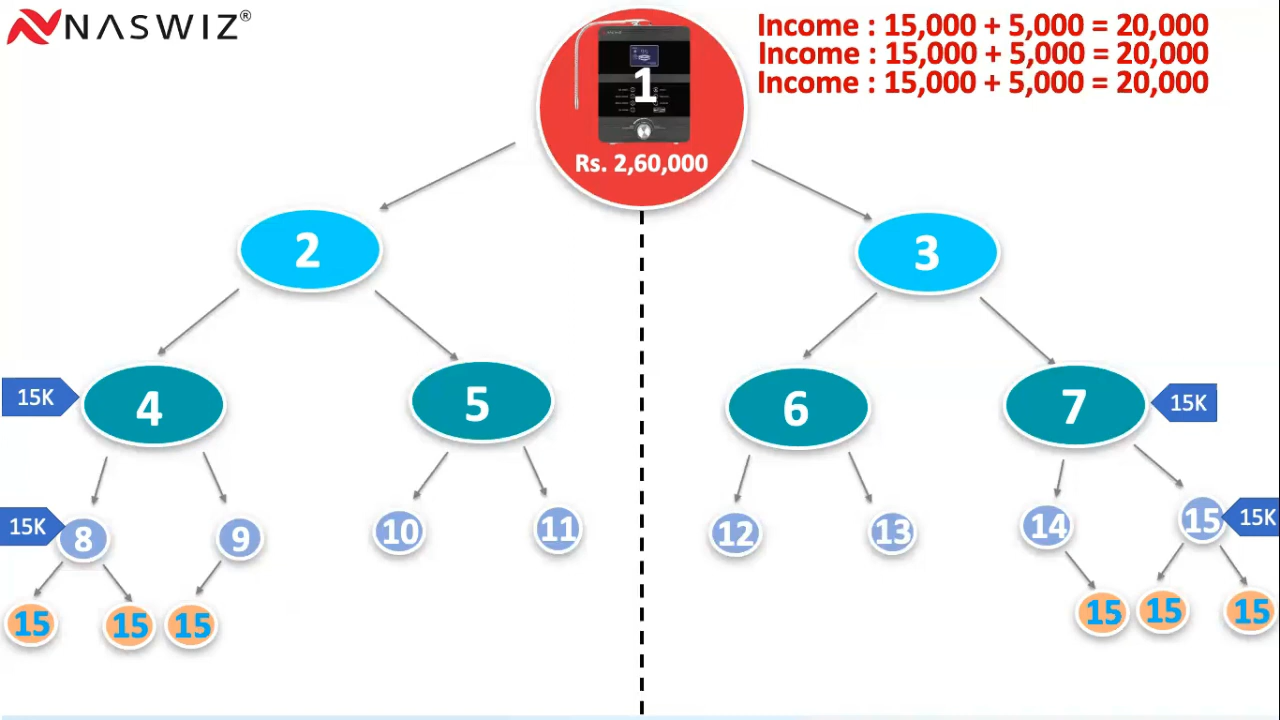 NASWIZ®
Income : 15,000 + 5,000 = 20,000
Income : 15,000 + 5,000 = 20,000
Income : 15,000 + 5,000 = 20,000
1
Rs. 2,60,000
2
3
15K
4
5
6
7
15K
15K
8
9
10
11
12
13
14
15
15K
15
15
15
15
15
15